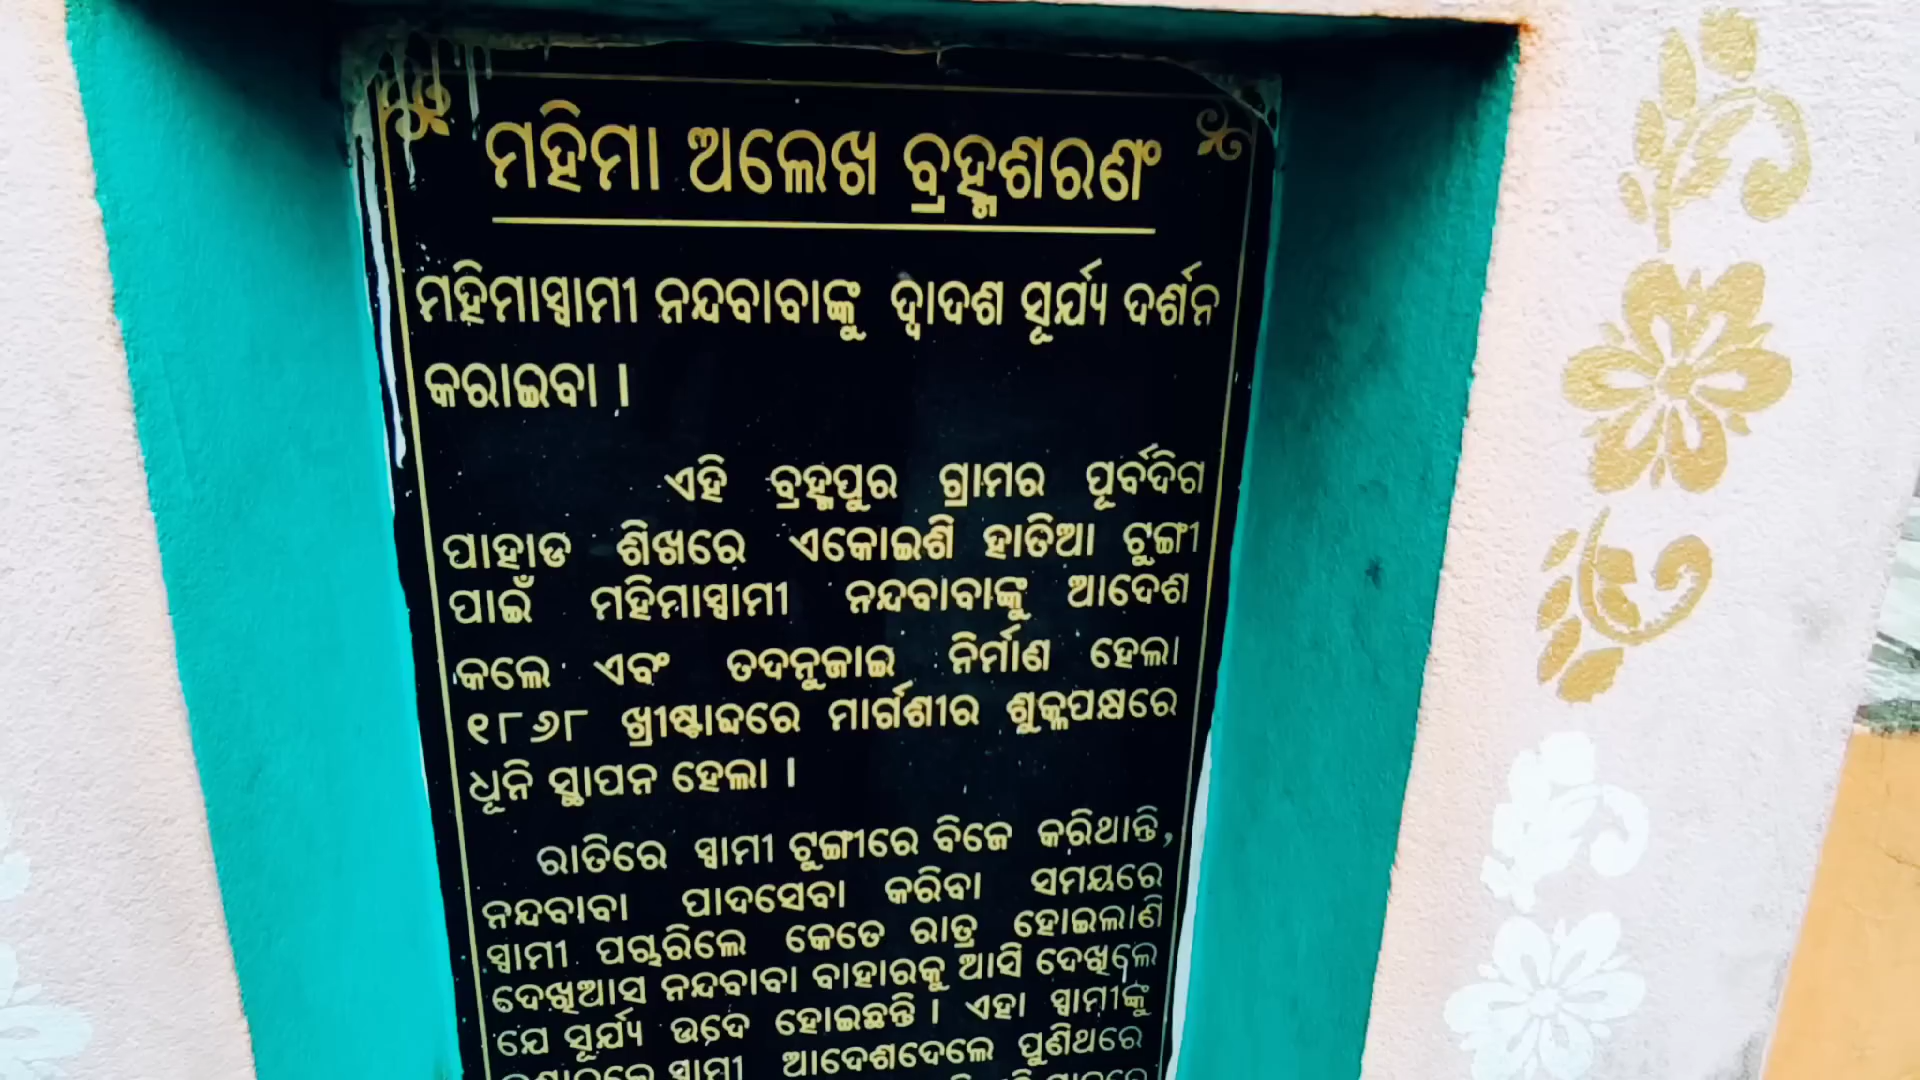 ମହିମା ଅଲେଖ ବ୍ରହ୍ମଶରଣଂ
ମହିମାସ୍ୱାମୀ ନନ୍ଦବାବାଙ୍କୁ ଦ୍ୱାଦଶ ସୂର୍ଯ୍ୟ ଦର୍ଶନ
କରାଇବା ।
ଏହି ବ୍ରହ୍ମପୁର ଗ୍ରାମର ପୂର୍ବଦିଗ
ପାହାଡ ଶିଖରେ ଏକୋଇଶି ହାତିଆ ଟୁଙ୍ଗୀ
ପାଇଁ ମହିମାସ୍ୱାମୀ ନନ୍ଦବାବାଙ୍କୁ ଆଦେଶ
କଲେ ଏବଂ ତଦନୁଜାଇ ନିର୍ମାଣ ହେଲା
୧୮୬୮ ଖ୍ରୀଷ୍ଟାବ୍ଦରେ ମାର୍ଗଶୀର ଶୁକ୍ଳପକ୍ଷରେ
ଧୂନି ସ୍ଥାପନ ହେଲା ।
ରାତିରେ ସ୍ୱାମୀ ଟୁଙ୍ଗୀରେ ବିଜେ କରିଥାନ୍ତି,
ନନ୍ଦବାବା ପାଦସେବା କରିବା ସମୟରେ
ସ୍ୱାମୀ ପଚ୍ଚାରିଲେ କେତେ ରାତ୍ର ହୋଇଲାଣି
ଦେଖିଆସ ନନ୍ଦବାବା ବାହାରକୁ ଆସି ଦେଖିଲେ
ଯେ ସୂର୍ଯ୍ୟ ଉଦେ ହୋଇଛନ୍ତି । ଏହା ସ୍ୱାମୀଙ୍କୁ
ସ୍ୱାମୀ ଆଦେଶଦେଲେ ପୁଣିଥରେ